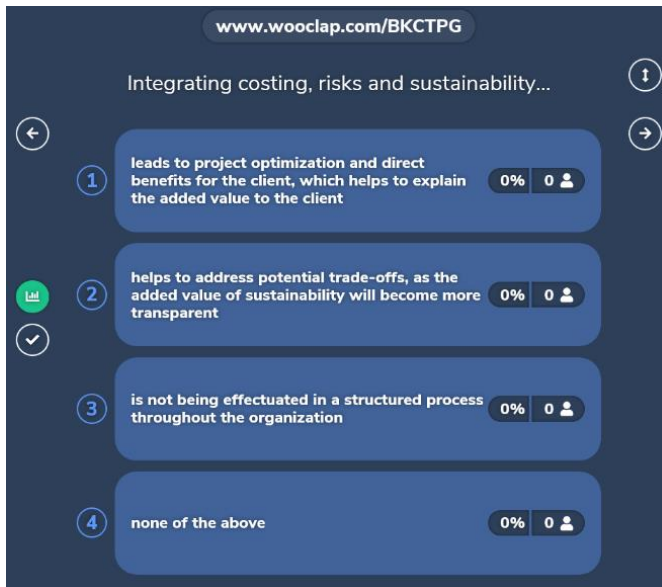 www.wooclap.com/BKCTPG
Integrating costing, risks and sustainability...
1
leads to project optimization and direct
benefits for the client, which helps to explain
the added value to the client
0% 0
2
helps to address potential trade-offs, as the
added value of sustainability will become more
transparent
0% 0
3
is not being effectuated in a structured process
throughout the organization
0% 0
4
none of the above
0% 0